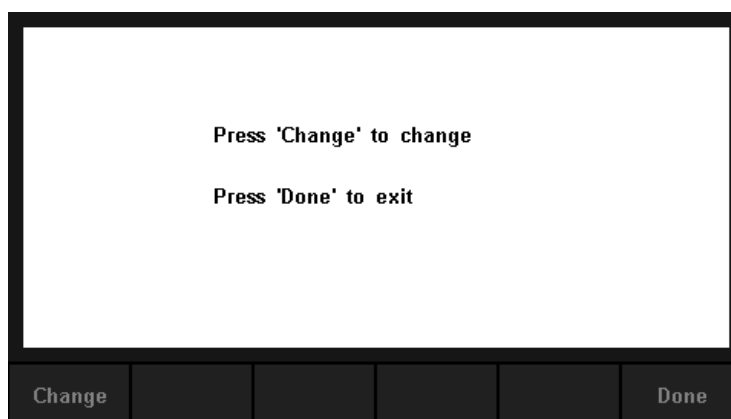 Press 'Change' to change
Press 'Done' to exit
Change Done